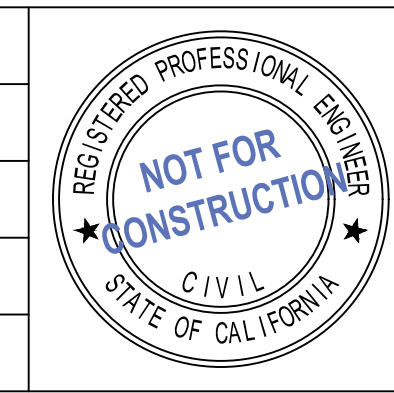 REGISTERED PROFESSIONAL ENGINEER
NOT FOR
CONSTRUCTION
CIVIL
STATE OF CALIFORNIA